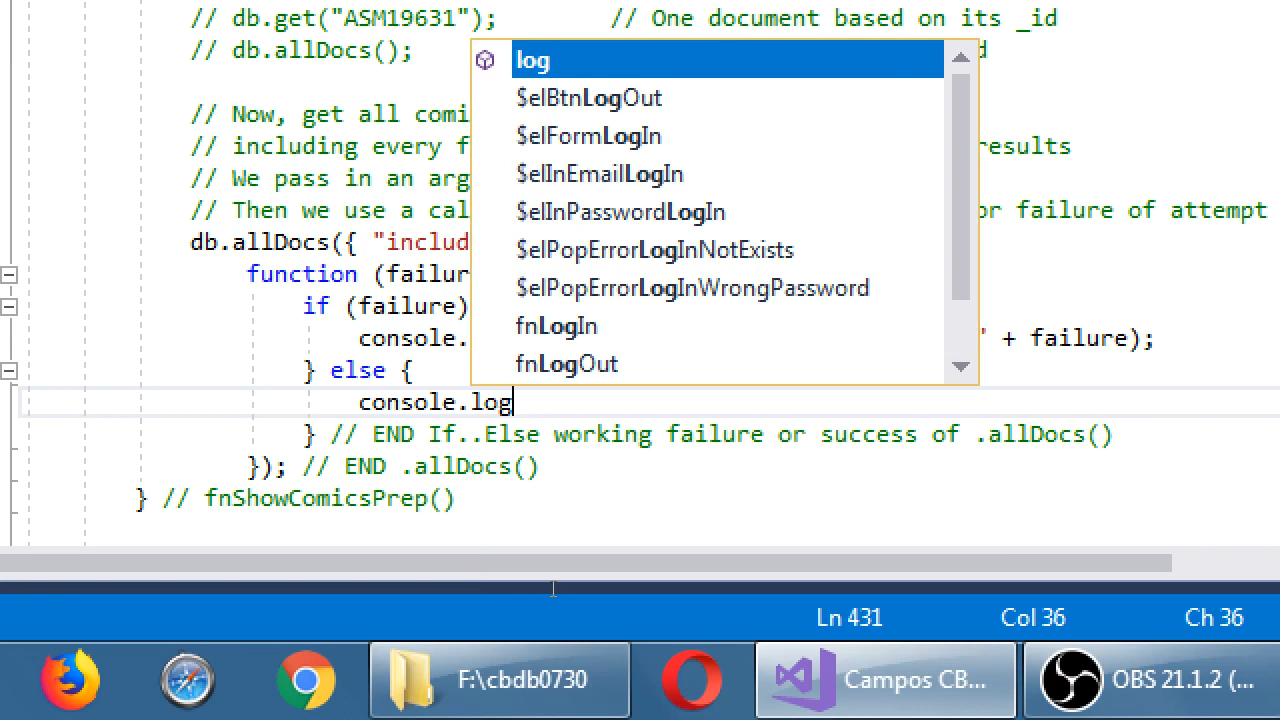 // db.get("ASM19631"); // One document based on its _id
// db.allDocs(); d
// Now, get all comi
// including every f results
// We pass in an arg
// Then we use a cal or failure of attempt
db.allDocs({ "includ
function (failur
if (failure)
console. ' + failure);
} else {
console.log
} // END If..Else working failure or success of .allDocs()
}); // END .allDocs()
} // fnShowComicsPrep()
log
$elBtnLogOut
$elFormLogIn
$elInEmailLogIn
$elInPasswordLogIn
$elPopErrorLogInNotExists
$elPopErrorLogInWrongPassword
fnLogIn
fnLogOut
Ln 431 Col 36 Ch 36
F:\cbdb0730 Campos CB... OBS 21.1.2 (...